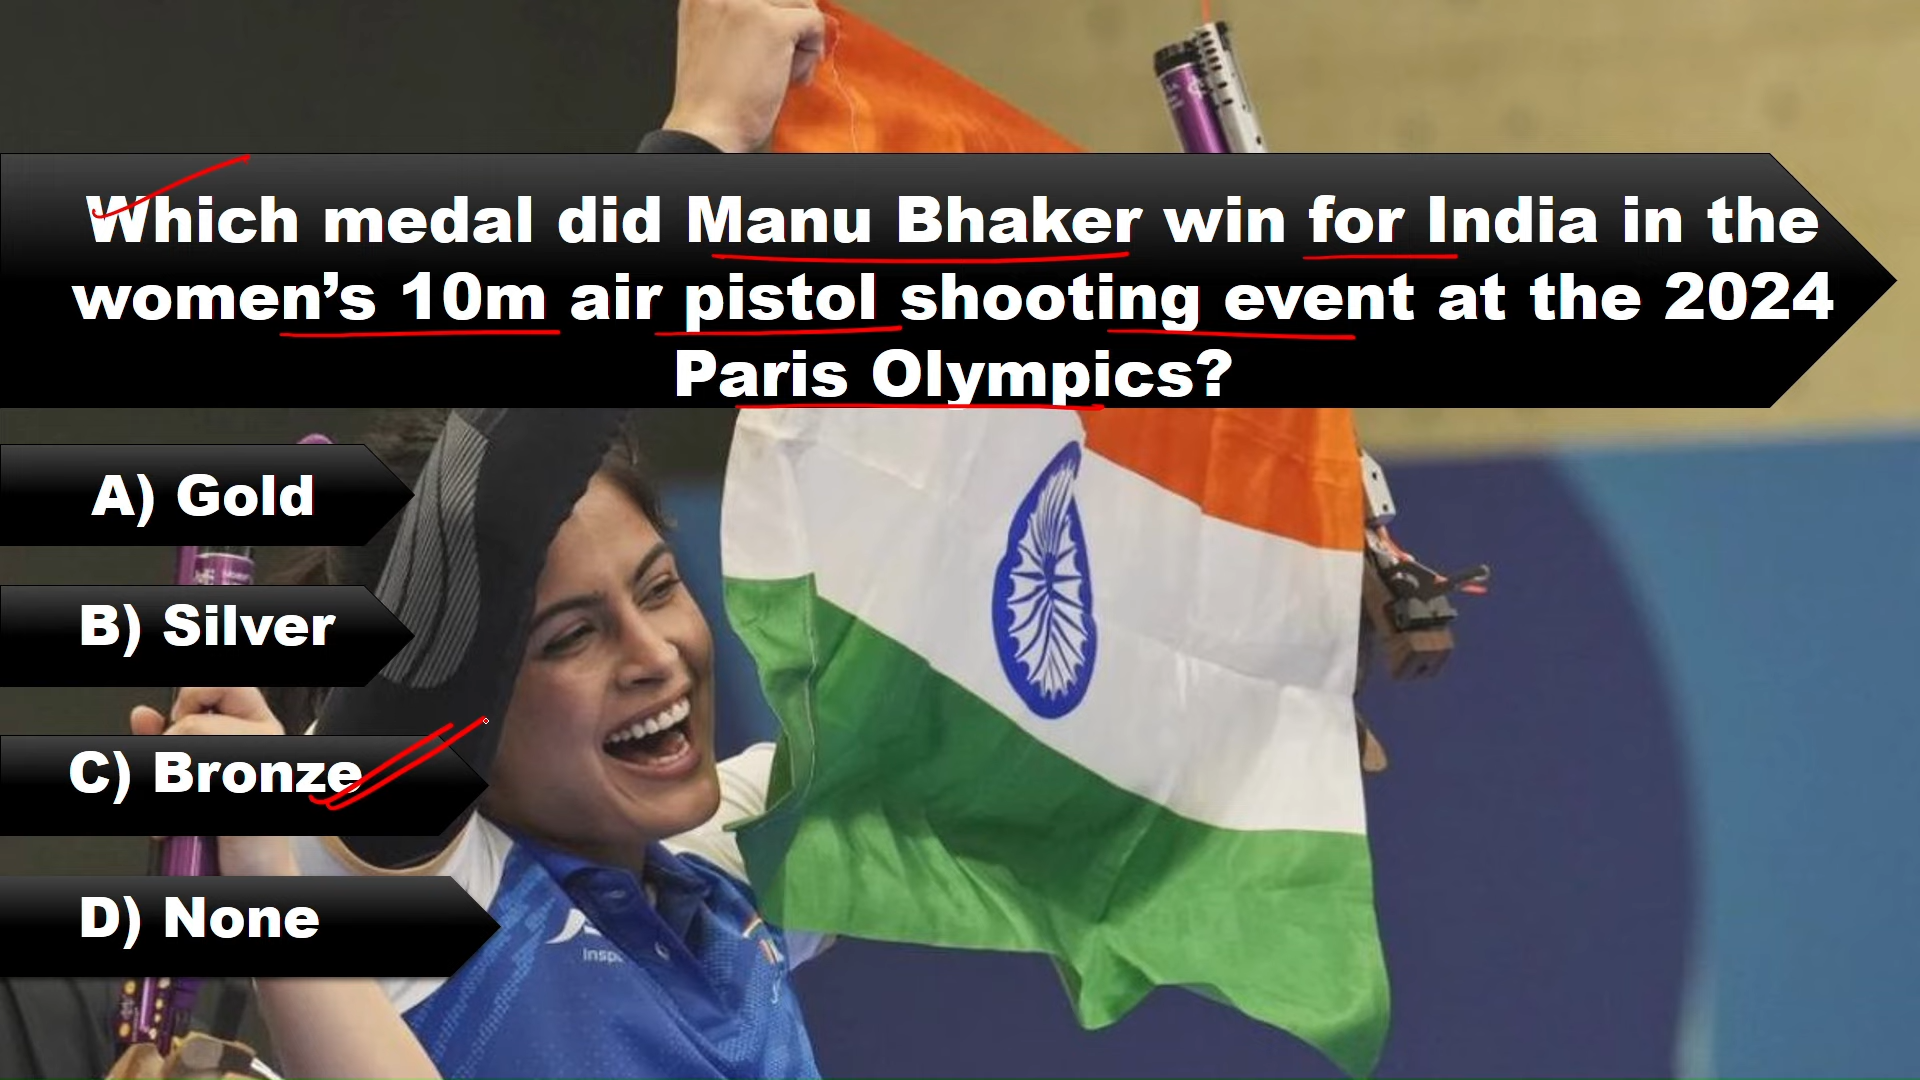 Which medal did Manu Bhaker win for India in the
women’s 10m air pistol shooting event at the 2024
Paris Olympics?
A) Gold
B) Silver
C) Bronze
D) None